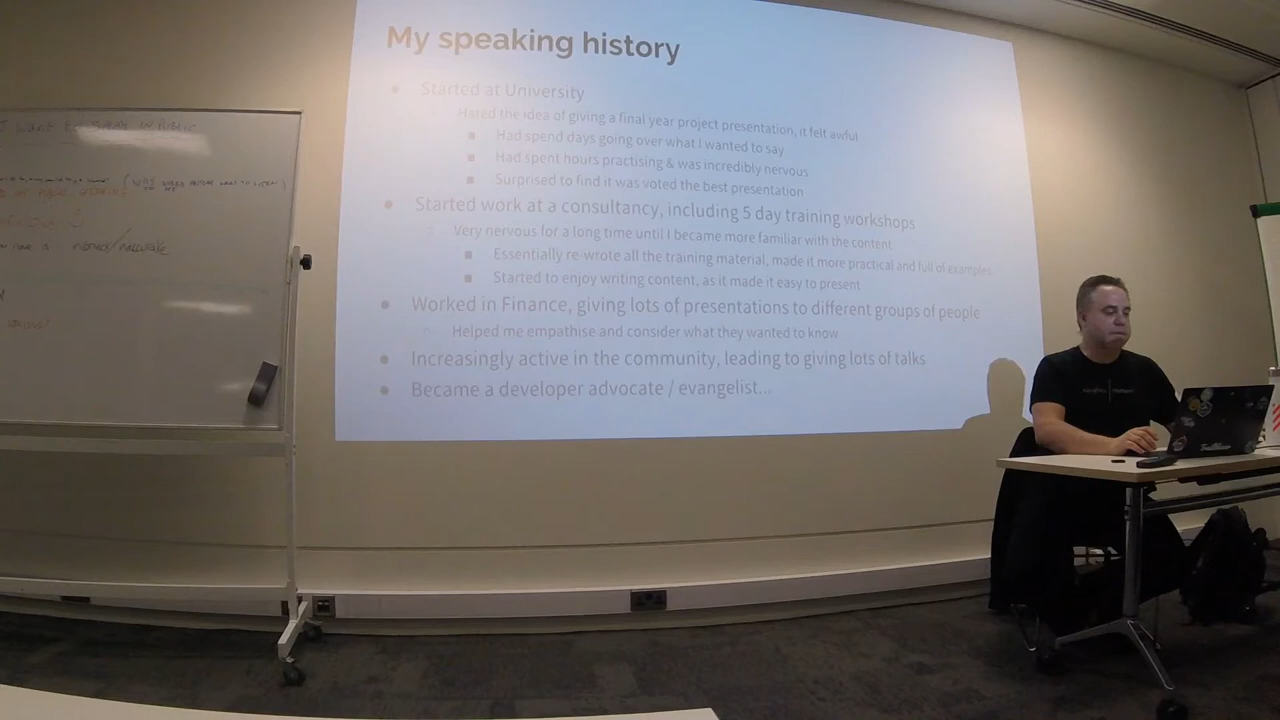 My speaking history
Started at University
Hated the idea of giving a final year project presentation, it felt awful
Had spend days going over what I wanted to say
Had spent hours practising & was incredibly nervous
Surprised to find it was voted the best presentation
Started work at a consultancy, including 5 day training workshops
Very nervous for a long time until I became more familiar with the content
Essentially re-wrote all the training material, made it more practical and full of examples
Started to enjoy writing content, as it made it easy to present
Worked in Finance, giving lots of presentations to different groups of people
Helped me empathise and consider what they wanted to know
Increasingly active in the community, leading to giving lots of talks
Became a developer advocate / evangelist...
I WANT TO SPEAK IN PUBLIC